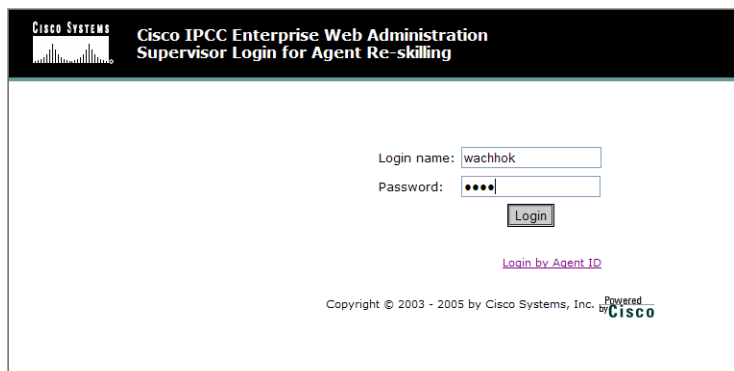 CISCO SYSTEMS
Cisco IPCC Enterprise Web Administration
Supervisor Login for Agent Re-skilling
Login name: wachhok
Password: ••••
Login
Login by Agent ID
Copyright © 2003 - 2005 by Cisco Systems, Inc. Powered by Cisco